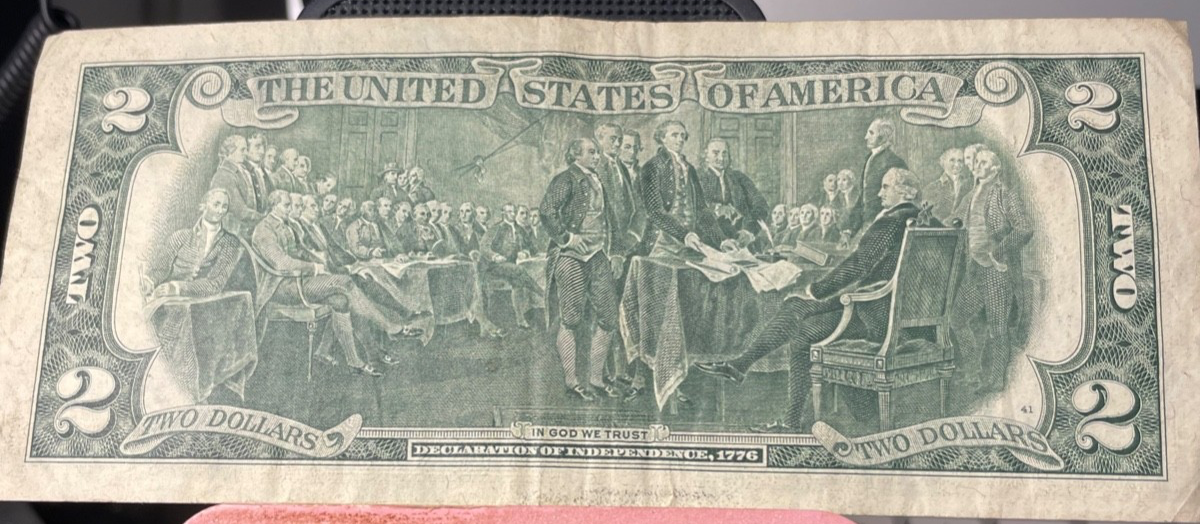 THE UNITED STATES OF AMERICA
2
2
TWO
TWO
2
2
TWO DOLLARS
IN GOD WE TRUST
TWO DOLLARS
41
DECLARATION OF INDEPENDENCE, 1776